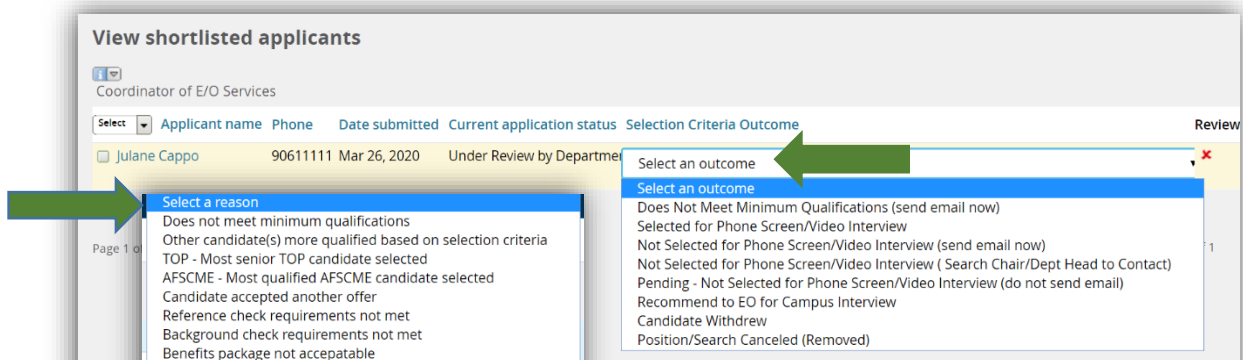 View shortlisted applicants
Coordinator of E/O Services
Select Applicant name Phone Date submitted Current application status Selection Criteria Outcome Review
Julane Cappo 90611111 Mar 26, 2020 Under Review by Departmen Select an outcome
Select an outcome
Does Not Meet Minimum Qualifications (send email now)
Selected for Phone Screen/Video Interview
Not Selected for Phone Screen/Video Interview (send email now)
Not Selected for Phone Screen/Video Interview ( Search Chair/Dept Head to Contact)
Pending - Not Selected for Phone Screen/Video Interview (do not send email)
Recommend to EO for Campus Interview
Candidate Withdrew
Position/Search Canceled (Removed)
Select a reason
Does not meet minimum qualifications
Other candidate(s) more qualified based on selection criteria
TOP - Most senior TOP candidate selected
AFSCME - Most qualified AFSCME candidate selected
Candidate accepted another offer
Reference check requirements not met
Background check requirements not met
Benefits package not accepatable
Page 1 o
1